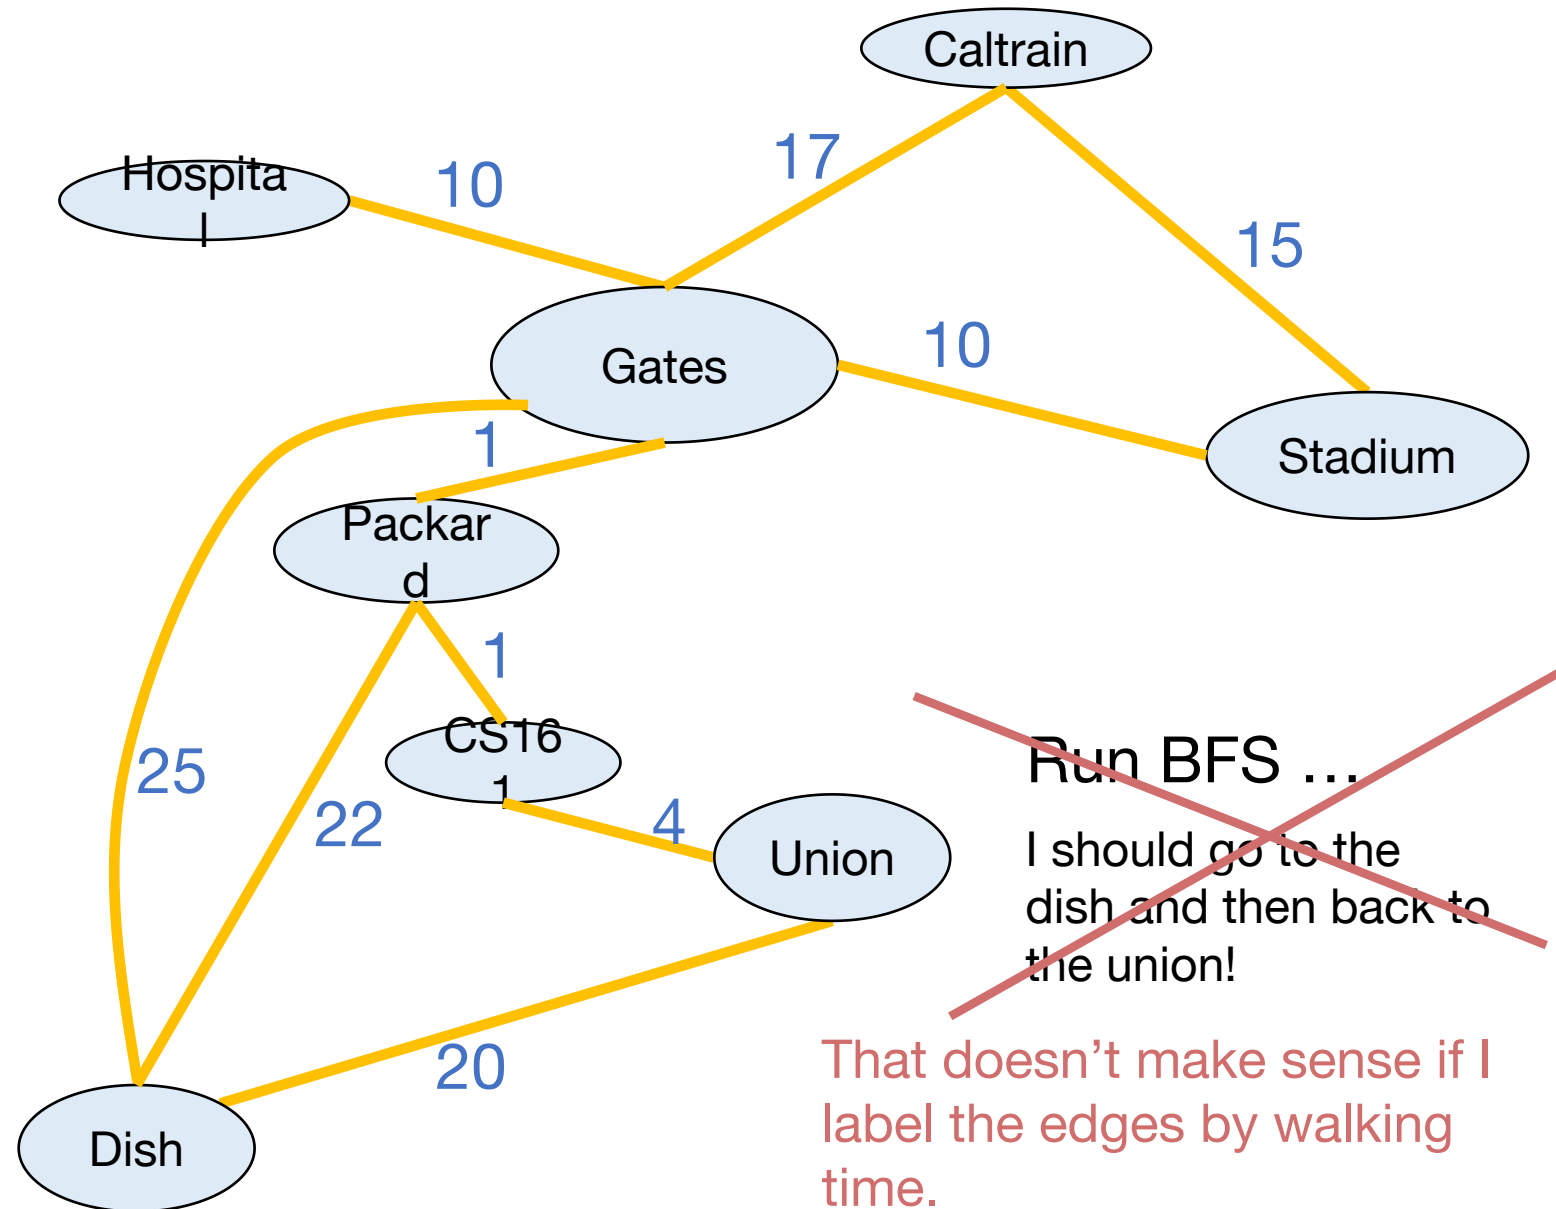 Caltrain
17
Hospita
l
10
15
10
Gates
Stadium
1
Packar
d
1
25
22
CS16
1
4
Union
20
Dish
Run BFS …
I should go to the
dish and then back to
the union!
That doesn’t make sense if I
label the edges by walking
time.